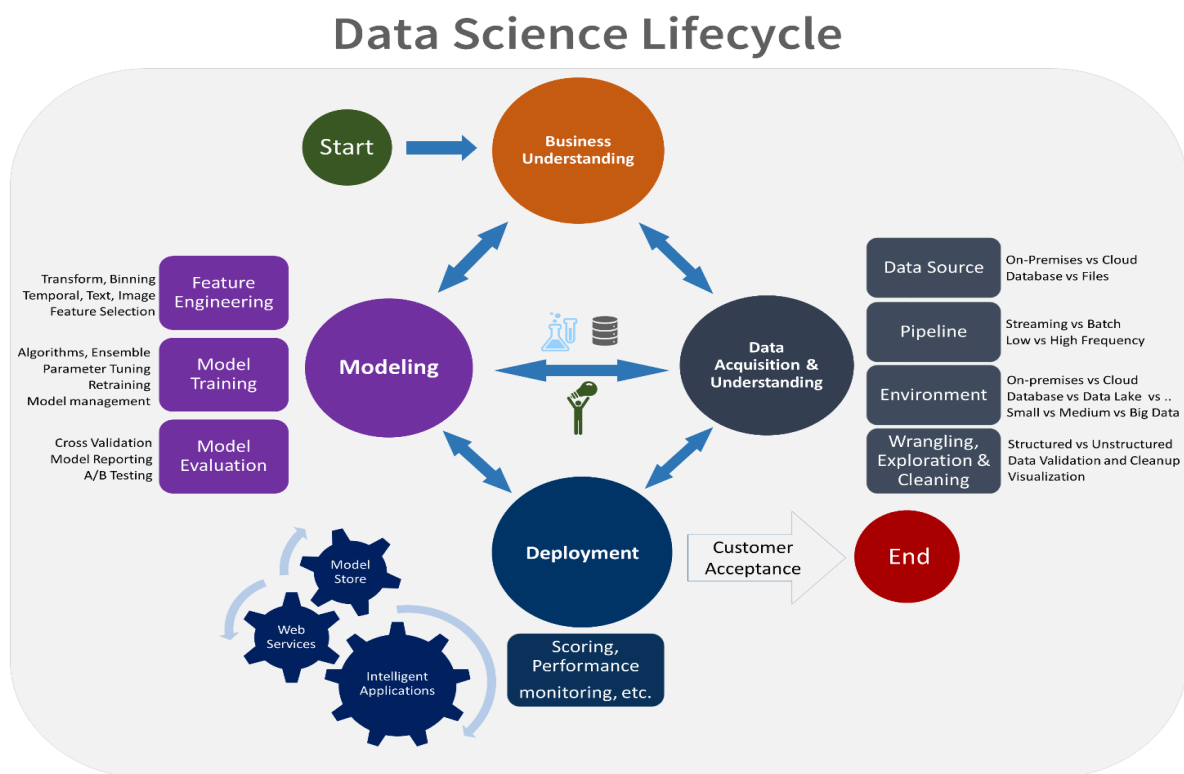 Data Science Lifecycle
Start
Business
Understanding
Transform, Binning
Temporal, Text, Image
Feature Selection
Feature
Engineering
Algorithms, Ensemble
Parameter Tuning
Retraining
Model management
Model
Training
Cross Validation
Model Reporting
A/B Testing
Model
Evaluation
Modeling
Data
Acquisition &
Understanding
Data Source
On-Premises vs Cloud
Database vs Files
Pipeline
Streaming vs Batch
Low vs High Frequency
Environment
On-premises vs Cloud
Database vs Data Lake vs ..
Small vs Medium vs Big Data
Wrangling,
Exploration &
Cleaning
Structured vs Unstructured
Data Validation and Cleanup
Visualization
Deployment
Customer
Acceptance
End
Model
Store
Web
Services
Intelligent
Applications
Scoring,
Performance
monitoring, etc.